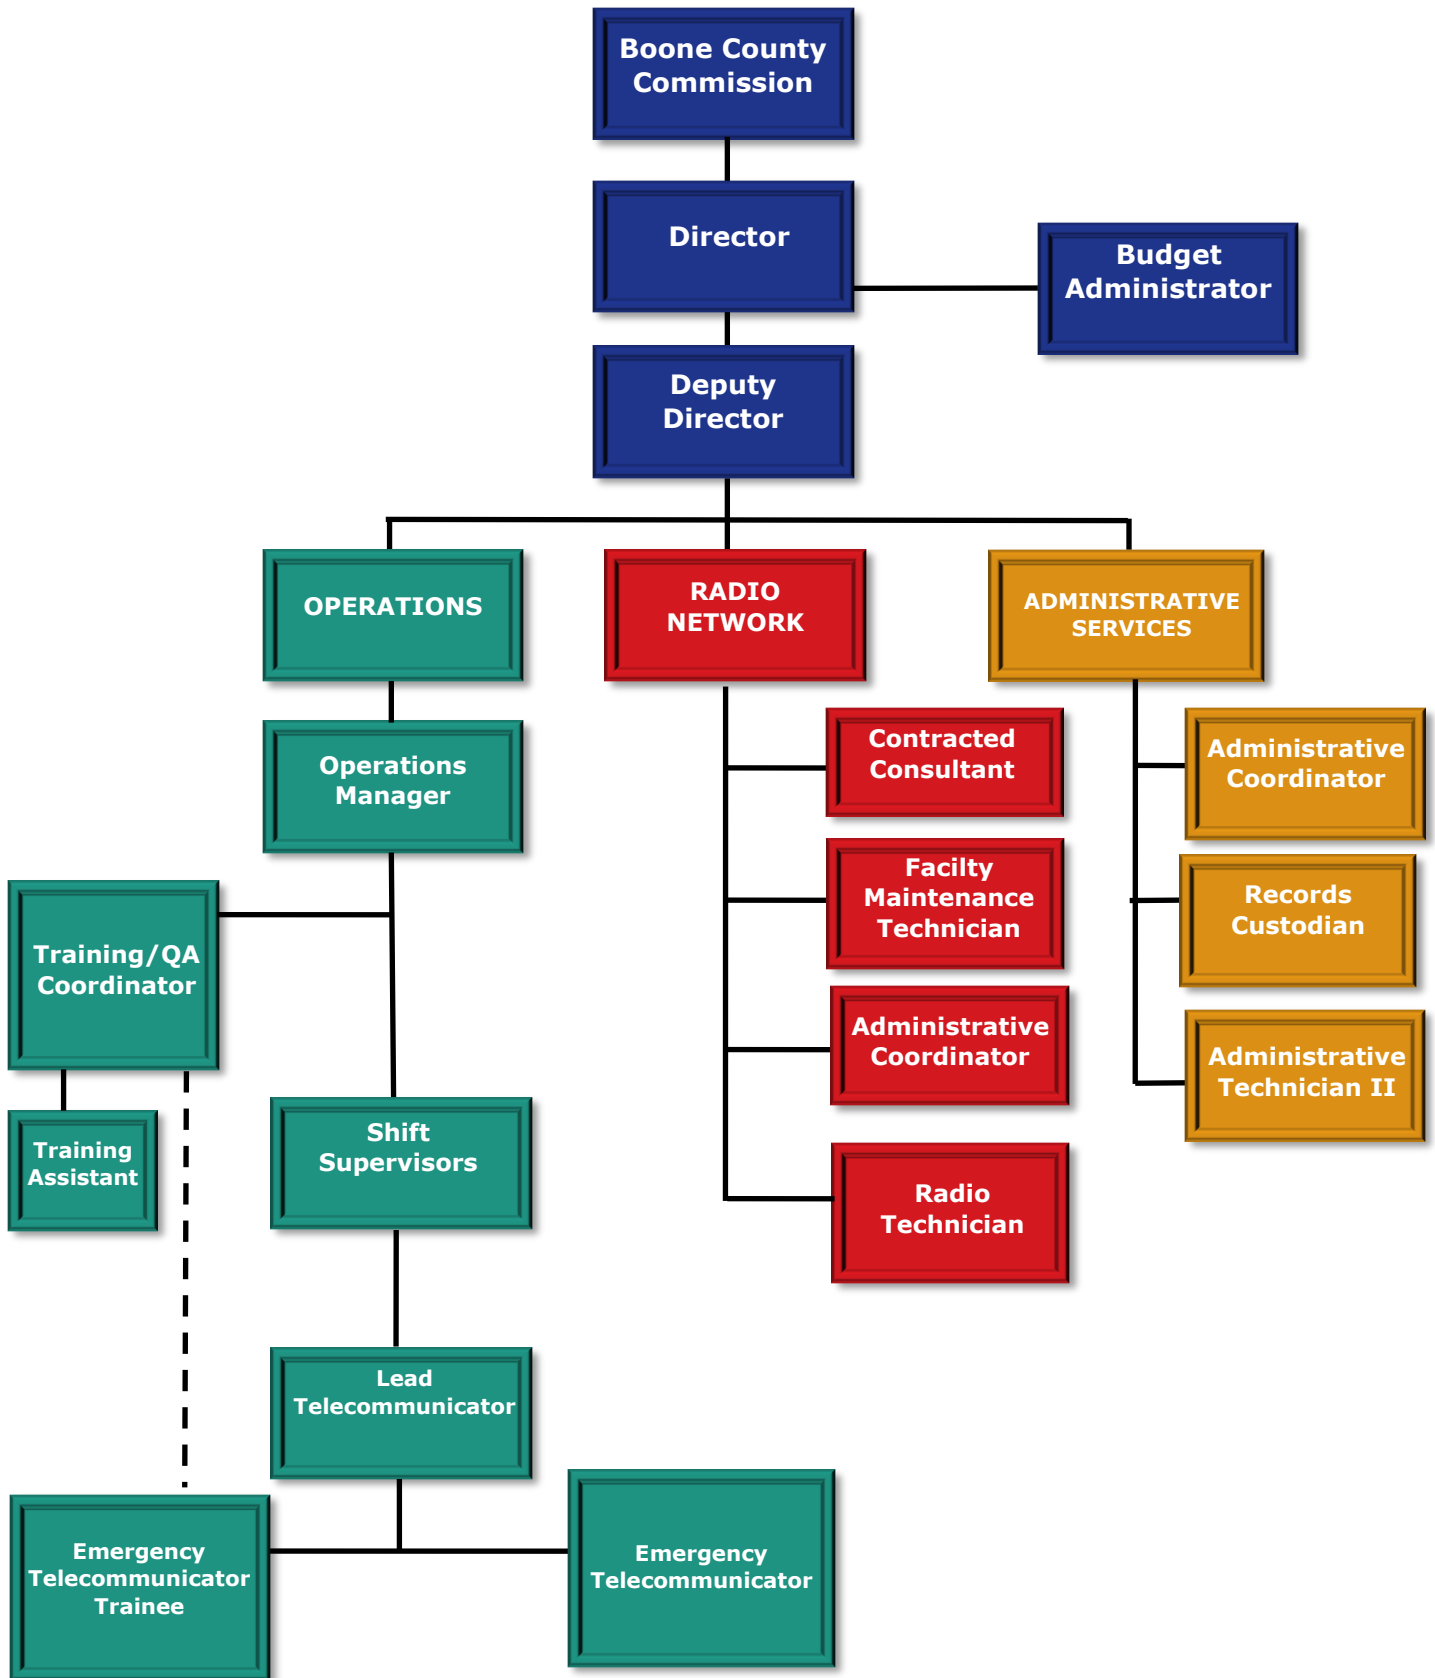 Boone County
Commission
Director
Budget
Administrator
Deputy
Director
OPERATIONS
RADIO
NETWORK
ADMINISTRATIVE
SERVICES
Operations
Manager
Contracted
Consultant
Administrative
Coordinator
Facilty
Maintenance
Technician
Records
Custodian
Training/QA
Coordinator
Administrative
Coordinator
Administrative
Technician II
Training
Assistant
Shift
Supervisors
Radio
Technician
Lead
Telecommunicator
Emergency
Telecommunicator
Trainee
Emergency
Telecommunicator